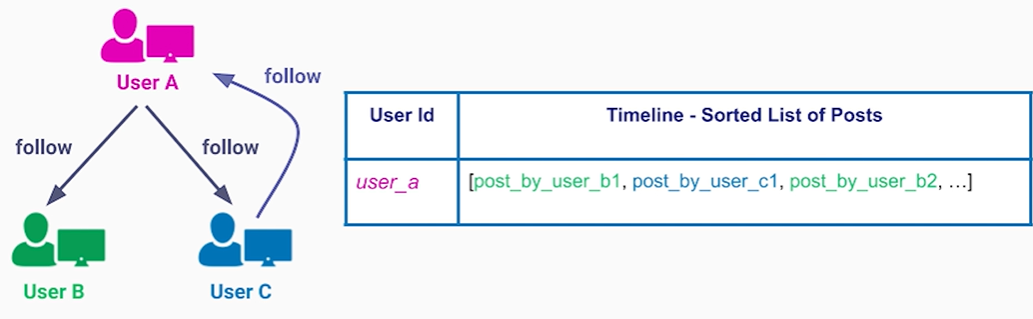 User A
follow
follow
follow
User B
User C
User Id
Timeline - Sorted List of Posts
user_a
[post_by_user_b1, post_by_user_c1, post_by_user_b2, ...]